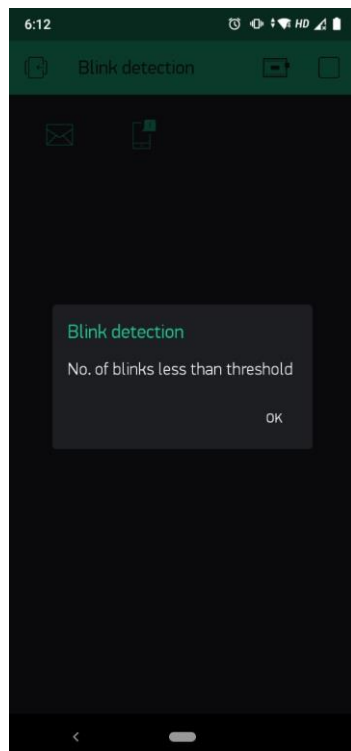 6:12
HD
Blink detection
Blink detection
No. of blinks less than threshold
OK